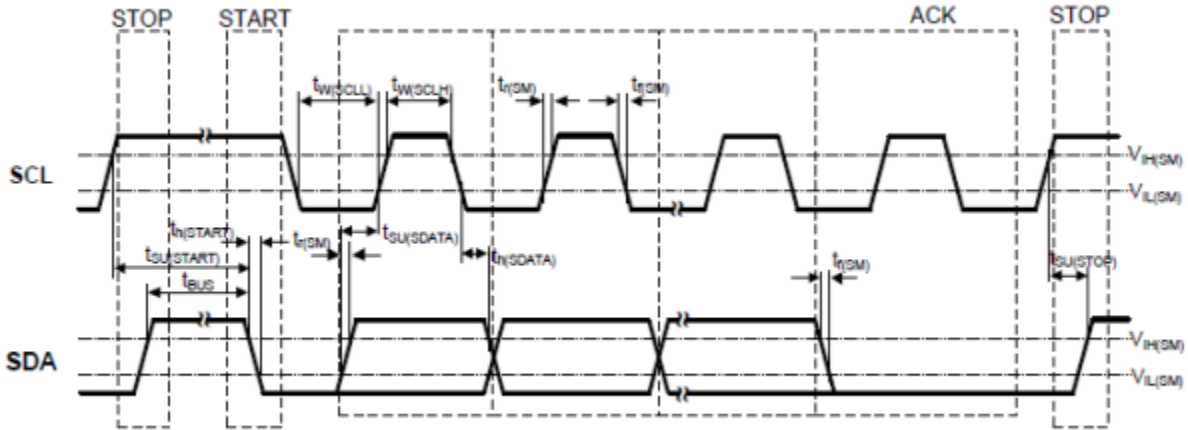 STOP START ACK STOP
tW(SCLL) tW(SCLH) tr(SM) tf(SM)
VIH(SM)
SCL
VIL(SM)
th(START) tr(SM) tSU(SDATA)
tSU(START) th(SDATA) tf(SM) tSU(STOP)
tBUS
VIH(SM)
SDA
VIL(SM)